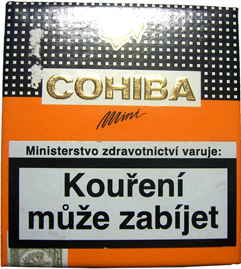 COHIBA
Mini
Ministerstvo zdravotnictví varuje:
Kouření
může zabíjet